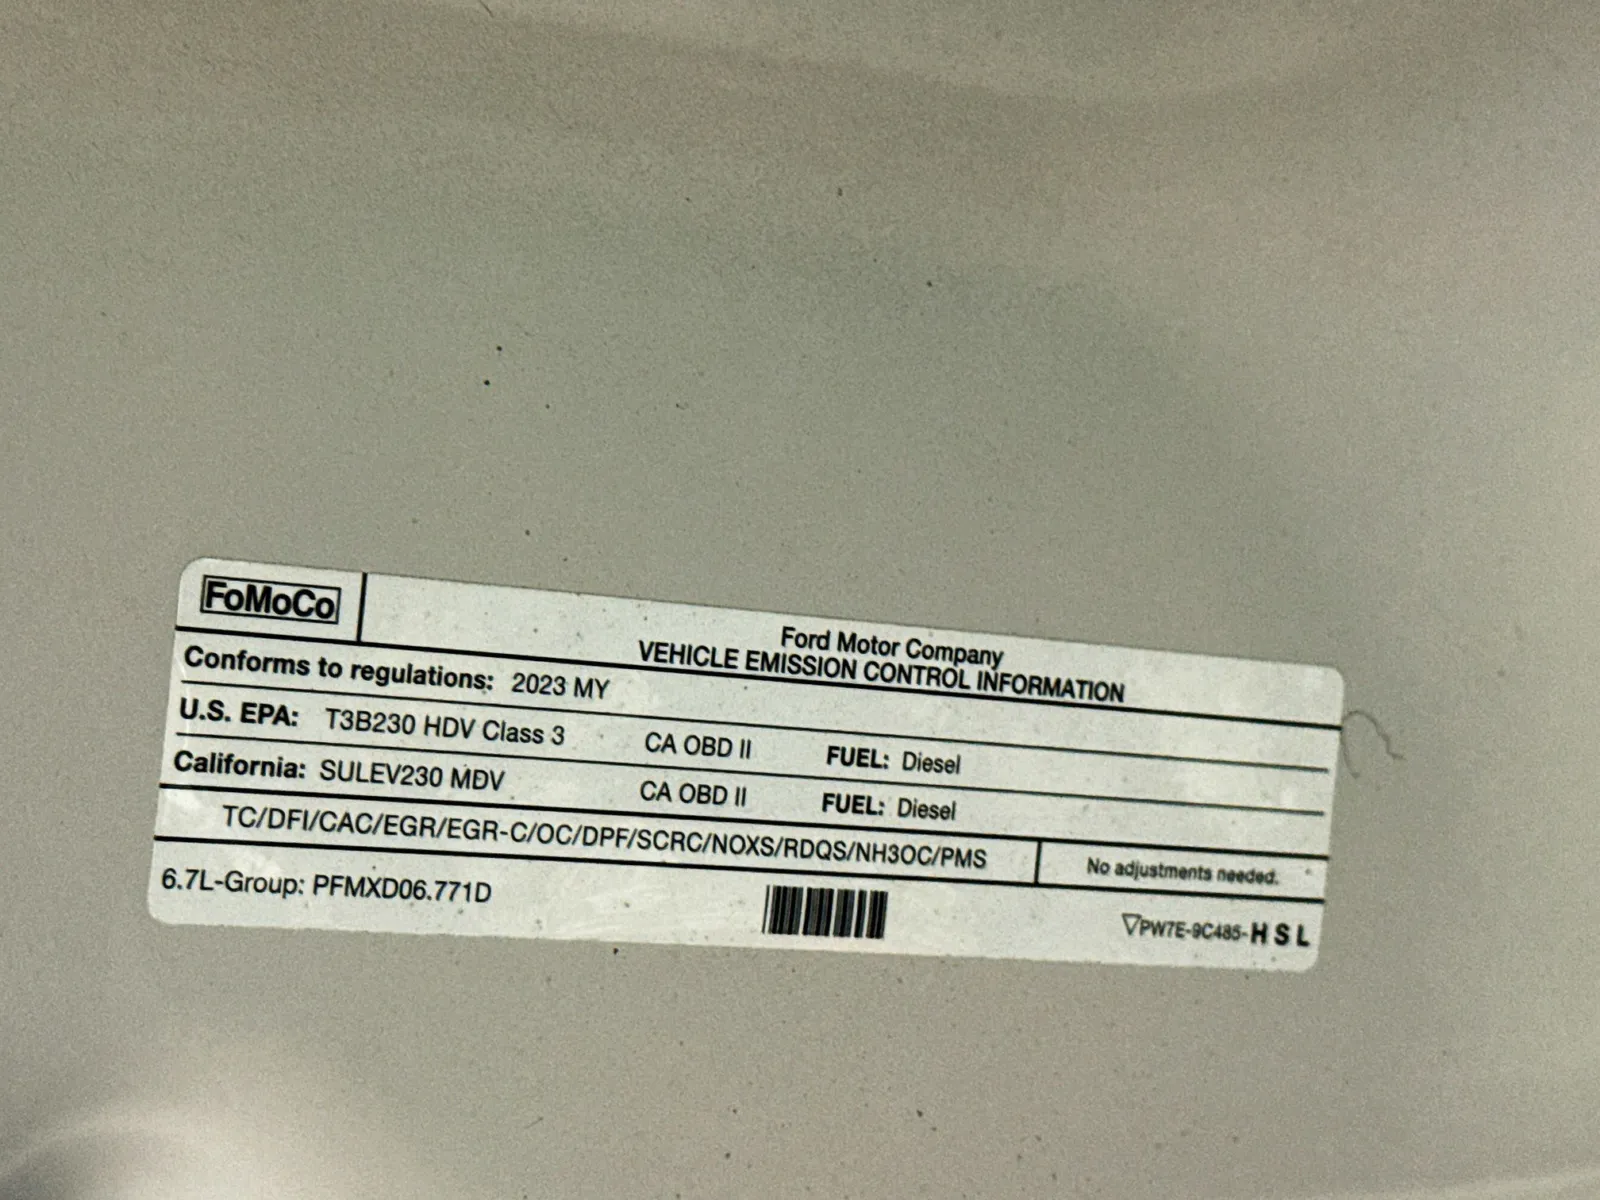 FoMoCo
Ford Motor Company
VEHICLE EMISSION CONTROL INFORMATION
Conforms to regulations: 2023 MY
U.S. EPA: T3B230 HDV Class 3 CA OBD II FUEL: Diesel
California: SULEV230 MDV CA OBD II FUEL: Diesel
TC/DFI/CAC/EGR/EGR-C/OC/DPF/SCRC/NOXS/RDQS/NH3OC/PMS No adjustments needed.
6.7L-Group: PFMXD06.771D ▽PW7E-9C485-H S L